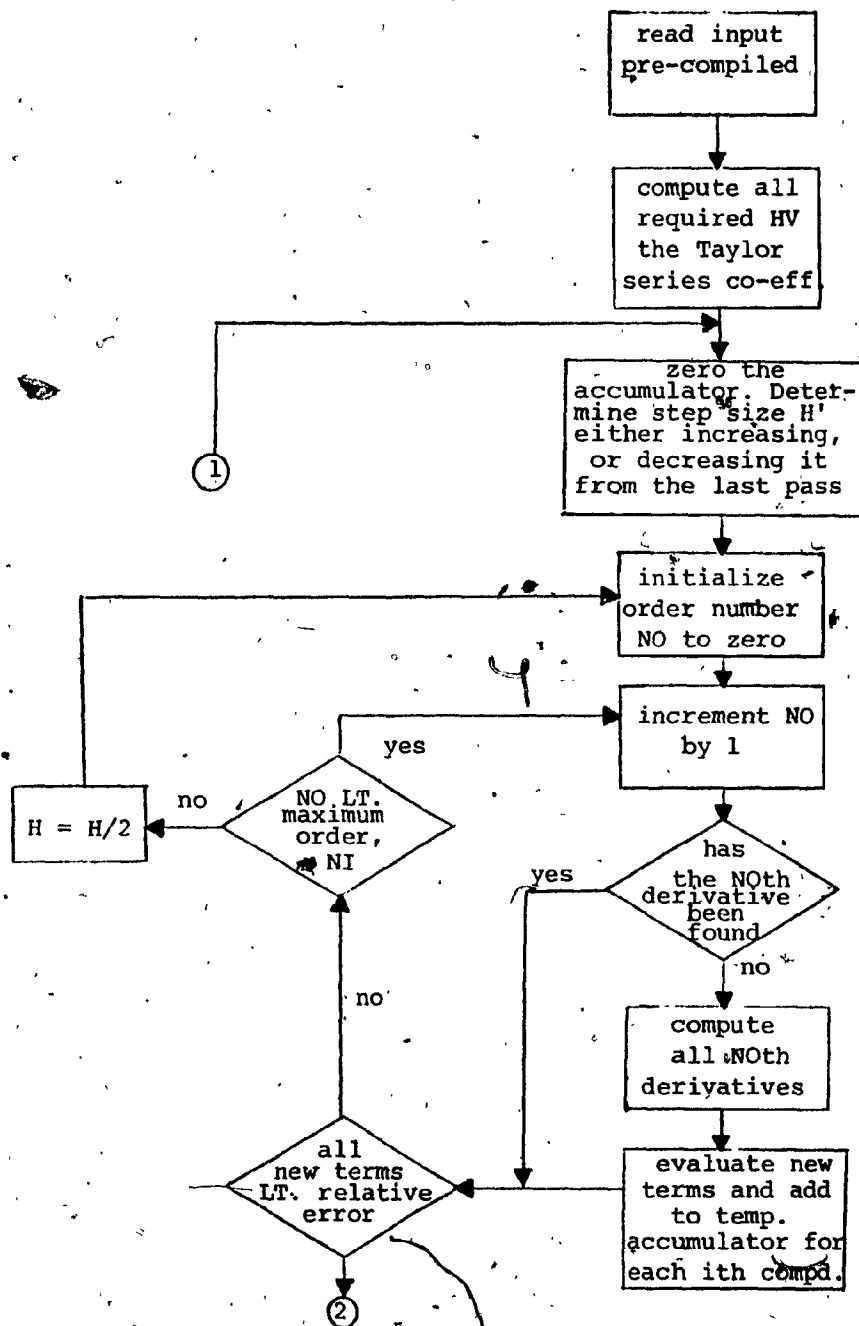 read input
pre-compiled
compute all
required HV
the Taylor
series co-eff
zero the
accumulator. Deter-
mine step size H'
either increasing,
or decreasing it
from the last pass
1
initialize
order number
NO to zero
increment NO
by 1
yes
NO.LT.
maximum
order,
NI
no
H = H/2
has
the NOth
derivative
been
found
yes
no
compute
all NOth
derivatives
no
all
new terms
LT. relative
error
evaluate new
terms and add
to temp.
accumulator for
each ith compd.
2